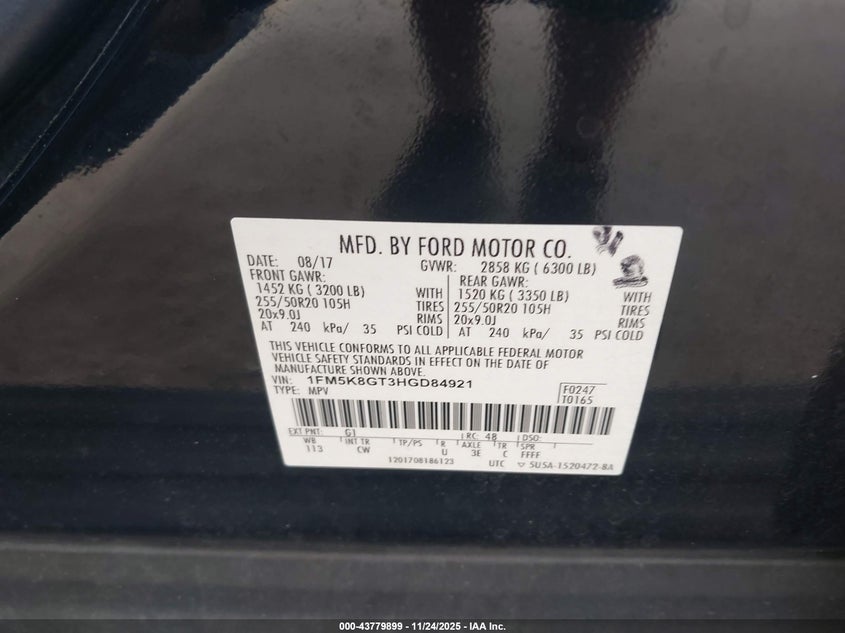 MFD. BY FORD MOTOR CO.
DATE: 08/17 GVWR: 2858 KG ( 6300 LB)
FRONT GAWR: REAR GAWR:
1452 KG ( 3200 LB) WITH 1520 KG ( 3350 LB) WITH
255/50R20 105H TIRES 255/50R20 105H TIRES
20x9.0J RIMS 20x9.0J RIMS
AT 240 kPa/ 35 PSI COLD AT 240 kPa/ 35 PSI COLD
THIS VEHICLE CONFORMS TO ALL APPLICABLE FEDERAL MOTOR
VEHICLE SAFETY STANDARDS IN EFFECT ON THE DATE OF
MANUFACTURE SHOWN ABOVE.
VIN: 1FM5K8GT3HGD84921 F0247
TYPE: MPV T0165
EXT PNT: G1 RC: 48 DSO:
WB INT TR TP/PS R AXLE TR SPR
113 CW U 3E C FFFF
1201708186123 UTC ▽ 5U5A-1520472-BA
000-43779899 | 11/24/2025 - IAA Inc.